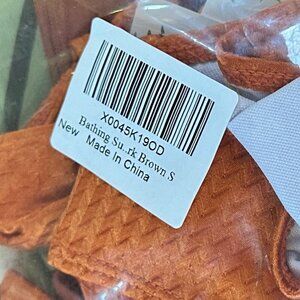 X0045K19OD
Bathing Su..rk Brown S
New Made In China